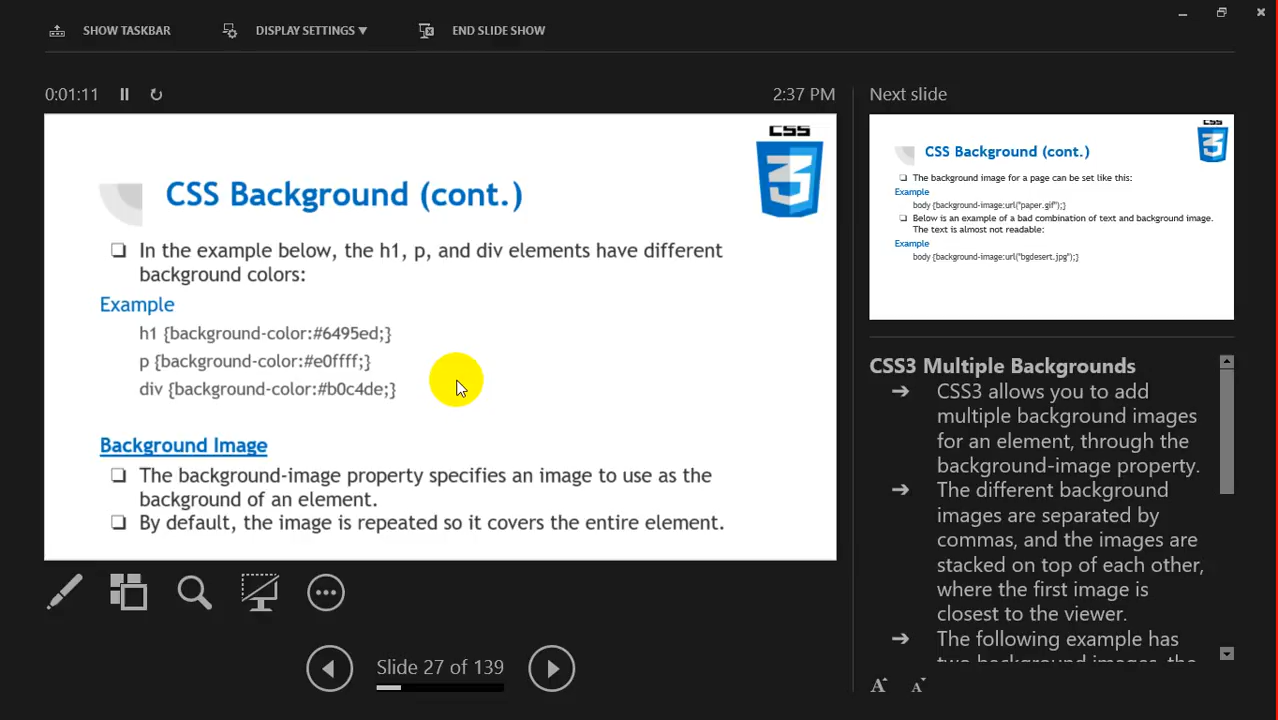 SHOW TASKBAR
DISPLAY SETTINGS ▼
END SLIDE SHOW
0:01:11
2:37 PM
CSS
3
CSS Background (cont.)
❑ In the example below, the h1, p, and div elements have different
background colors:
Example
h1 {background-color:#6495ed;}
p {background-color:#e0ffff;}
div {background-color:#b0c4de;}
Background Image
❑ The background-image property specifies an image to use as the
background of an element.
❑ By default, the image is repeated so it covers the entire element.
Slide 27 of 139
Next slide
CSS
3
CSS Background (cont.)
❑ The background image for a page can be set like this:
Example
body {background-image:url("paper.gif");}
❑ Below is an example of a bad combination of text and background image.
The text is almost not readable:
Example
body {background-image:url("bgdesert.jpg");}
CSS3 Multiple Backgrounds
➔ CSS3 allows you to add
multiple background images
for an element, through the
background-image property.
➔ The different background
images are separated by
commas, and the images are
stacked on top of each other,
where the first image is
closest to the viewer.
➔ The following example has
two background images, the
A
A